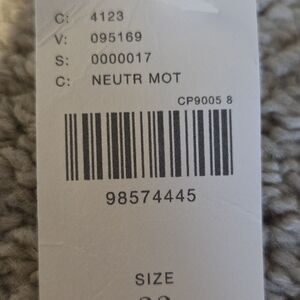 C: 4123
V: 095169
S: 0000017
C: NEUTR MOT
CP9005 8
98574445
SIZE